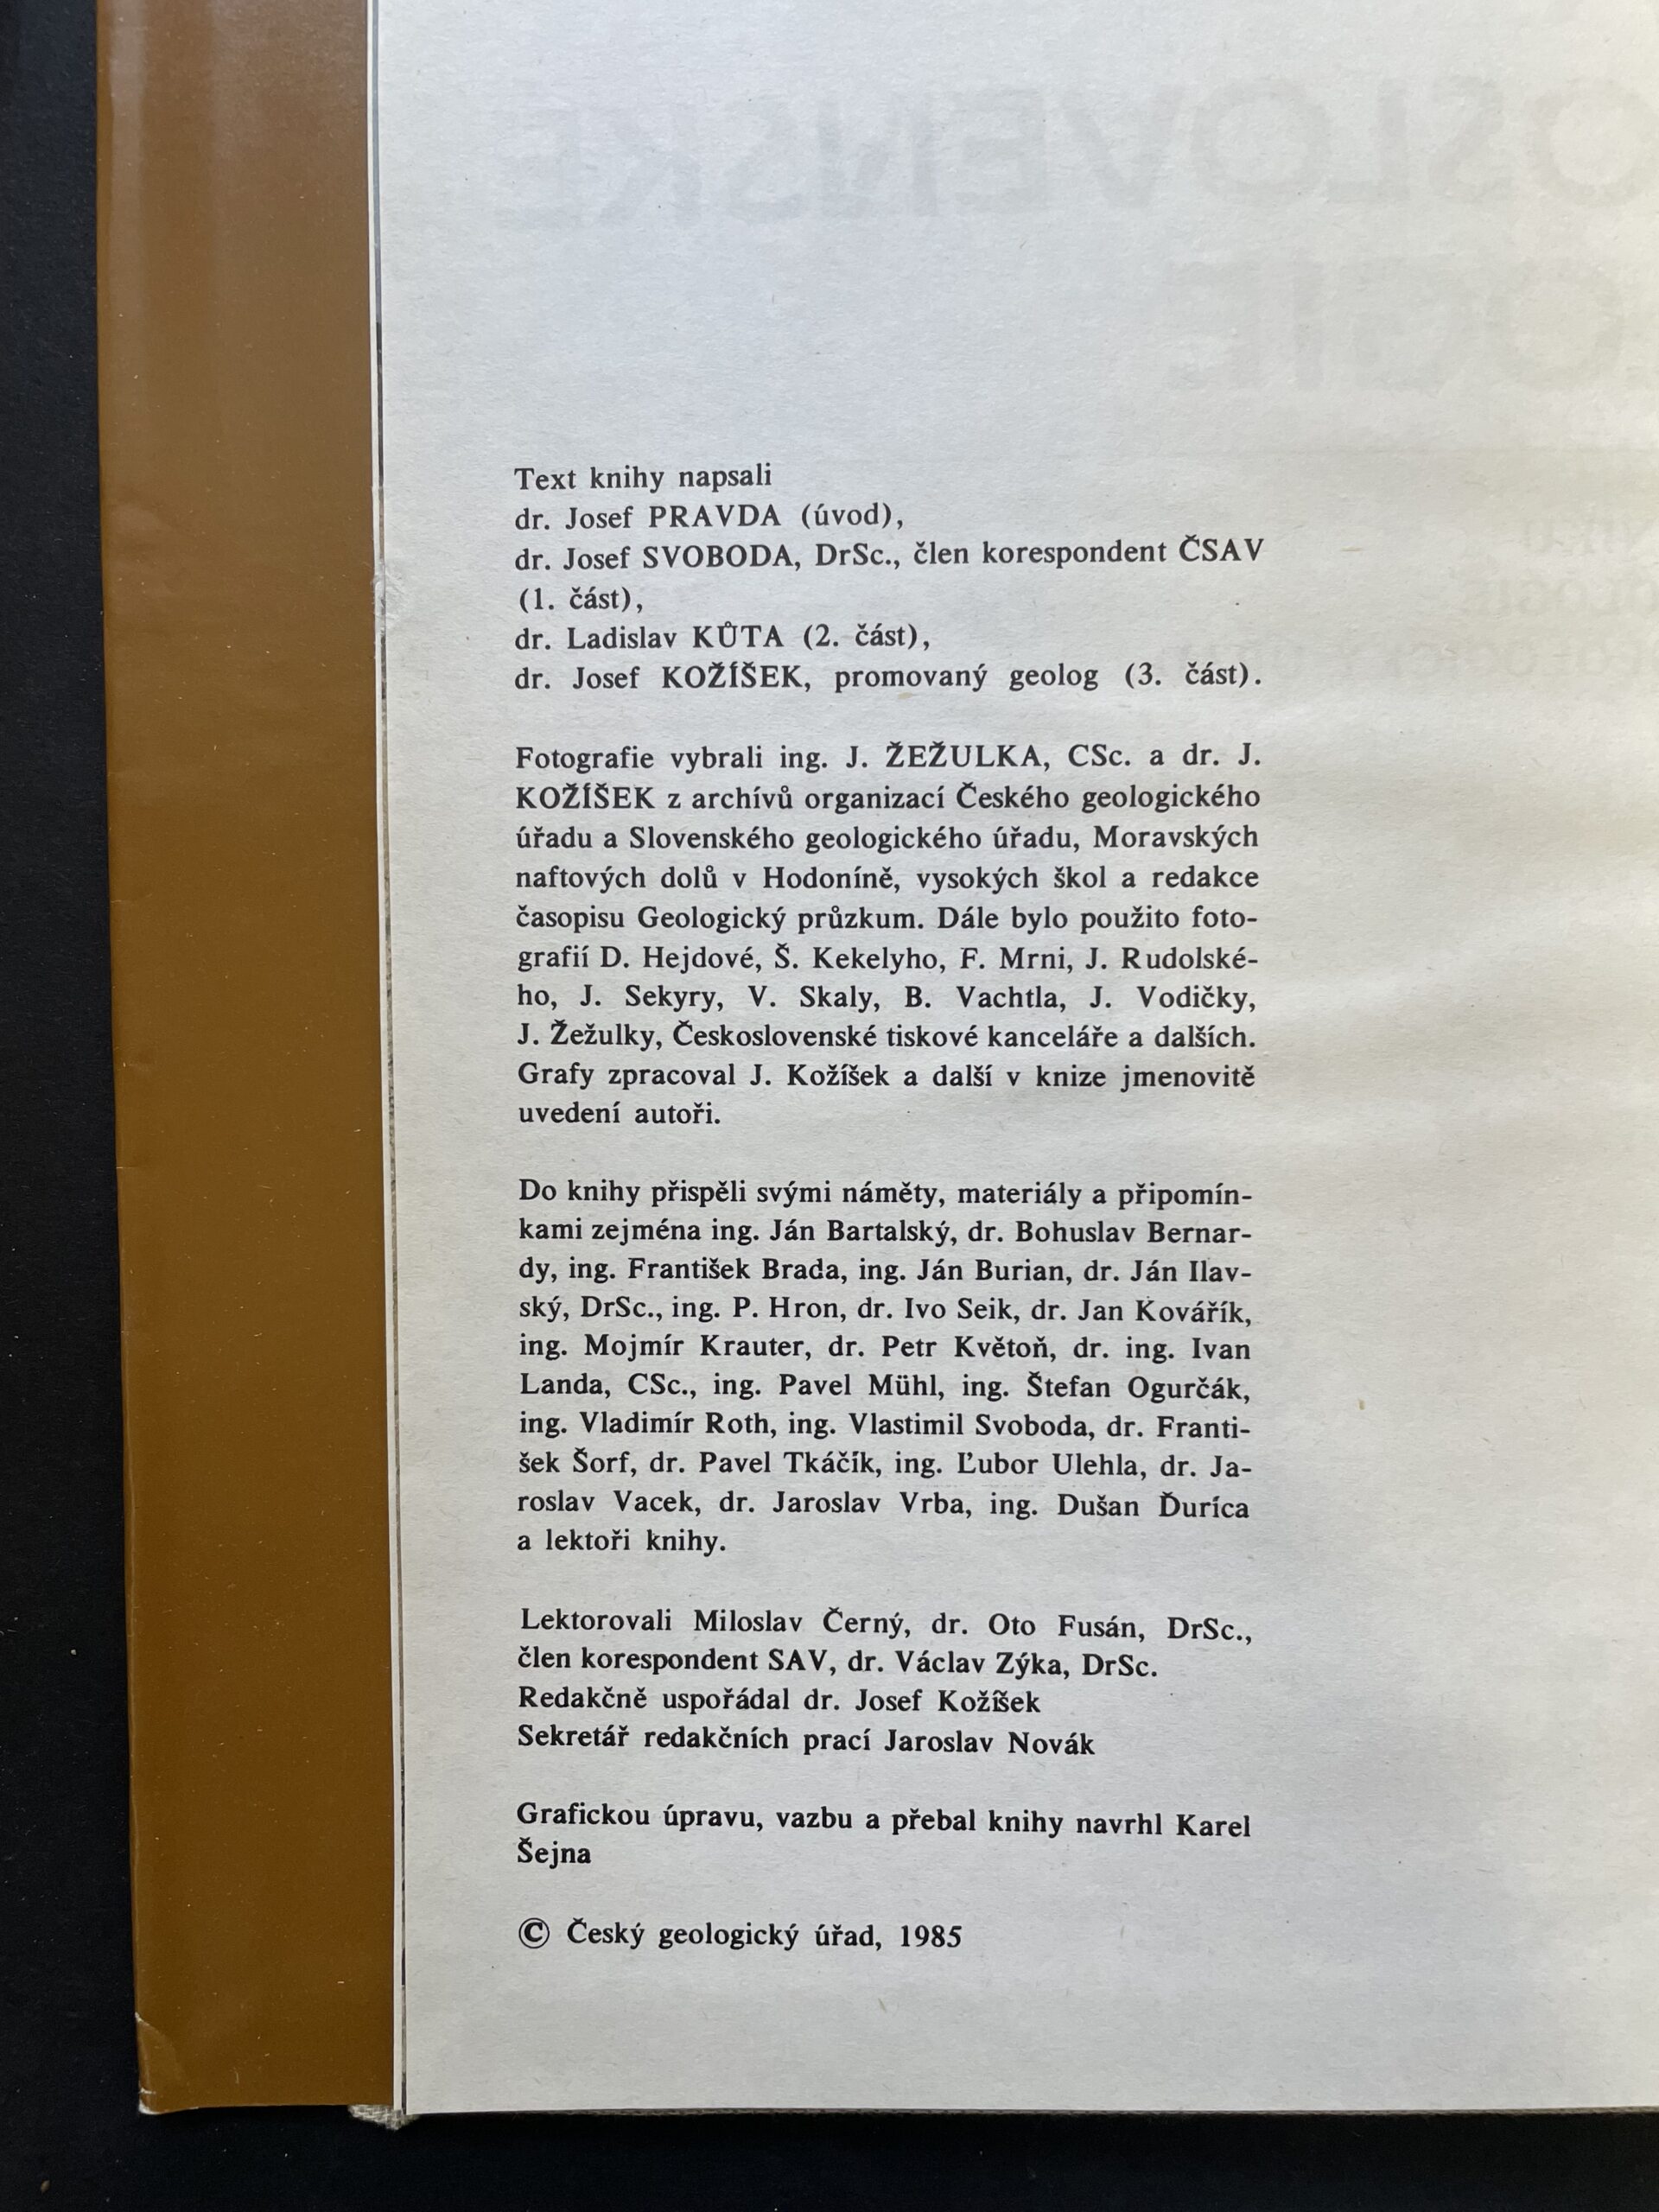 Text knihy napsali
dr. Josef PRAVDA (úvod),
dr. Josef SVOBODA, DrSc., člen korespondent ČSAV
(1. část),
dr. Ladislav KŮTA (2. část),
dr. Josef KOŽÍŠEK, promovaný geolog (3. část).
Fotografie vybrali ing. J. ŽEŽULKA, CSc. a dr. J.
KOŽÍŠEK z archívů organizací Českého geologického
úřadu a Slovenského geologického úřadu, Moravských
naftových dolů v Hodoníně, vysokých škol a redakce
časopisu Geologický průzkum. Dále bylo použito foto-
grafií D. Hejdové, Š. Kekelyho, F. Mrni, J. Rudolské-
ho, J. Sekyry, V. Skaly, B. Vachtla, J. Vodičky,
J. Žežulky, Československé tiskové kanceláře a dalších.
Grafy zpracoval J. Kožíšek a další v knize jmenovitě
uvedení autoři.
Do knihy přispěli svými náměty, materiály a připomín-
kami zejména ing. Ján Bartalský, dr. Bohuslav Bernar-
dy, ing. František Brada, ing. Ján Burian, dr. Ján Ilav-
ský, DrSc., ing. P. Hron, dr. Ivo Seik, dr. Jan Kovářík,
ing. Mojmír Krauter, dr. Petr Květoň, dr. ing. Ivan
Landa, CSc., ing. Pavel Mühl, ing. Štefan Ogurčák,
ing. Vladimír Roth, ing. Vlastimil Svoboda, dr. Franti-
šek Šorf, dr. Pavel Tkáčík, ing. Ľubor Ulehla, dr. Ja-
roslav Vacek, dr. Jaroslav Vrba, ing. Dušan Ďuríca
a lektoři knihy.
Lektorovali Miloslav Černý, dr. Oto Fusán, DrSc.,
člen korespondent SAV, dr. Václav Zýka, DrSc.
Redakčně uspořádal dr. Josef Kožíšek
Sekretář redakčních prací Jaroslav Novák
Grafickou úpravu, vazbu a přebal knihy navrhl Karel
Šejna
© Český geologický úřad, 1985